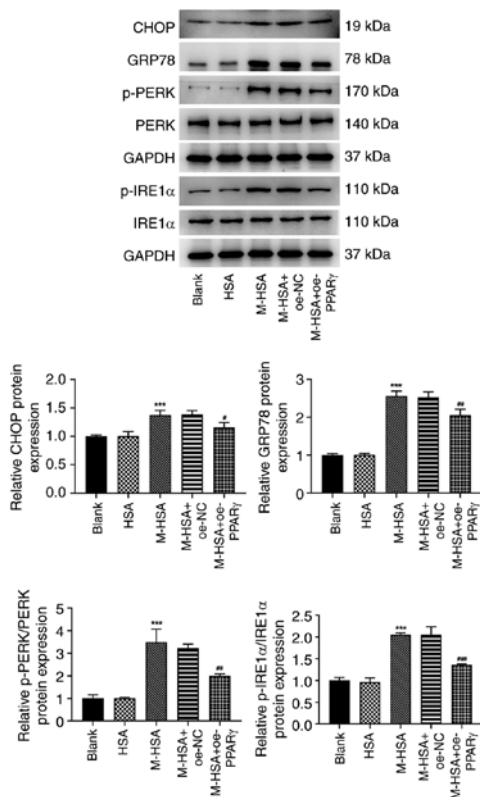 CHOP 19 kDa
GRP78 78 kDa
p-PERK 170 kDa
PERK 140 kDa
GAPDH 37 kDa
p-IRE1α 110 kDa
IRE1α 110 kDa
GAPDH 37 kDa
Blank
HSA
M-HSA
M-HSA+
oe-NC
M-HSA+oe-
PPARγ
Relative CHOP protein
expression
2.0
1.5
1.0
0.5
0.0
***
#
Blank
HSA
M-HSA
M-HSA+
oe-NC
M-HSA+oe-
PPARγ
Relative GRP78 protein
expression
3
2
1
0
***
##
Blank
HSA
M-HSA
M-HSA+
oe-NC
M-HSA+oe-
PPARγ
Relative p-PERK/PERK
protein expression
5
4
3
2
1
0
***
##
Blank
HSA
M-HSA
M-HSA+
oe-NC
M-HSA+oe-
PPARγ
Relative p-IRE1α/IRE1α
protein expression
2.5
2.0
1.5
1.0
0.5
0.0
***
###
Blank
HSA
M-HSA
M-HSA+
oe-NC
M-HSA+oe-
PPARγ